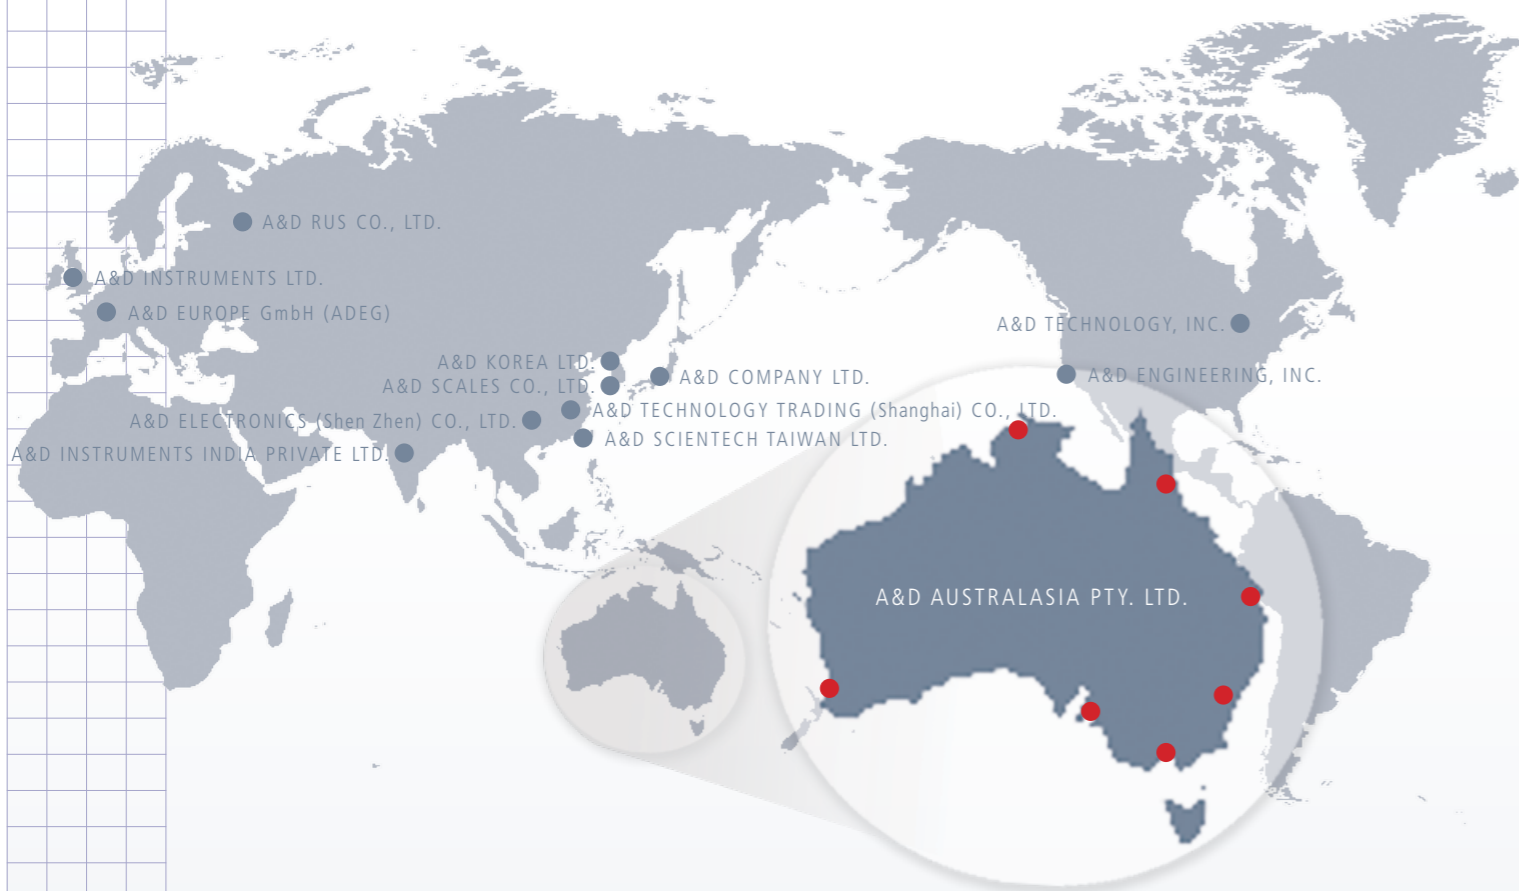 A&D RUS CO., LTD.
A&D INSTRUMENTS LTD.
A&D EUROPE GmbH (ADEG)
A&D TECHNOLOGY, INC.
A&D KOREA LTD.
A&D COMPANY LTD.
A&D ENGINEERING, INC.
A&D SCALES CO., LTD.
A&D TECHNOLOGY TRADING (Shanghai) CO., LTD.
A&D ELECTRONICS (Shen Zhen) CO., LTD.
A&D SCIENTECH TAIWAN LTD.
A&D INSTRUMENTS INDIA PRIVATE LTD.
A&D AUSTRALASIA PTY. LTD.